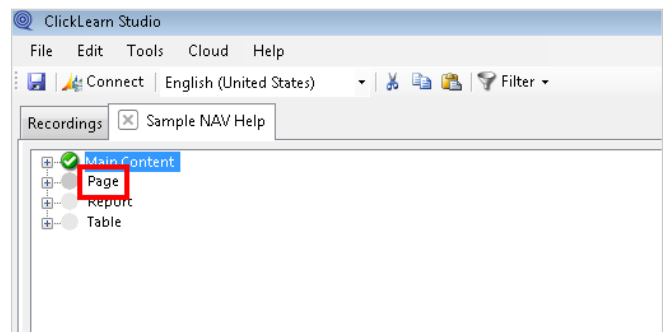 ClickLearn Studio
File Edit Tools Cloud Help
Connect English (United States) Filter
Recordings Sample NAV Help
Main Content
Page
Report
Table